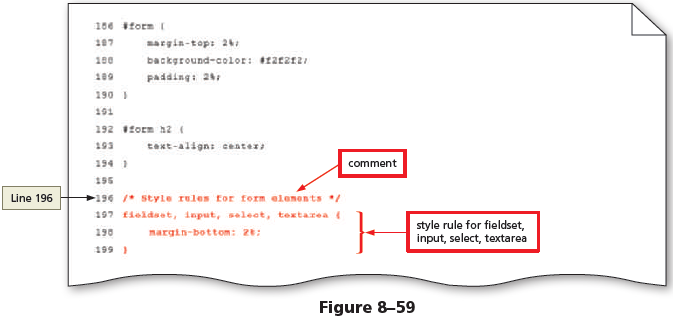 186 #form {
187 margin-top: 2%;
188 background-color: #f2f2f2;
189 padding: 2%;
190 }
191
192 #form h2 {
193 text-align: center;
194 }
195
comment
Line 196
196 /* Style rules for form elements */
197 fieldset, input, select, textarea {
198 margin-bottom: 2%;
199 }
style rule for fieldset,
input, select, textarea
Figure 8–59